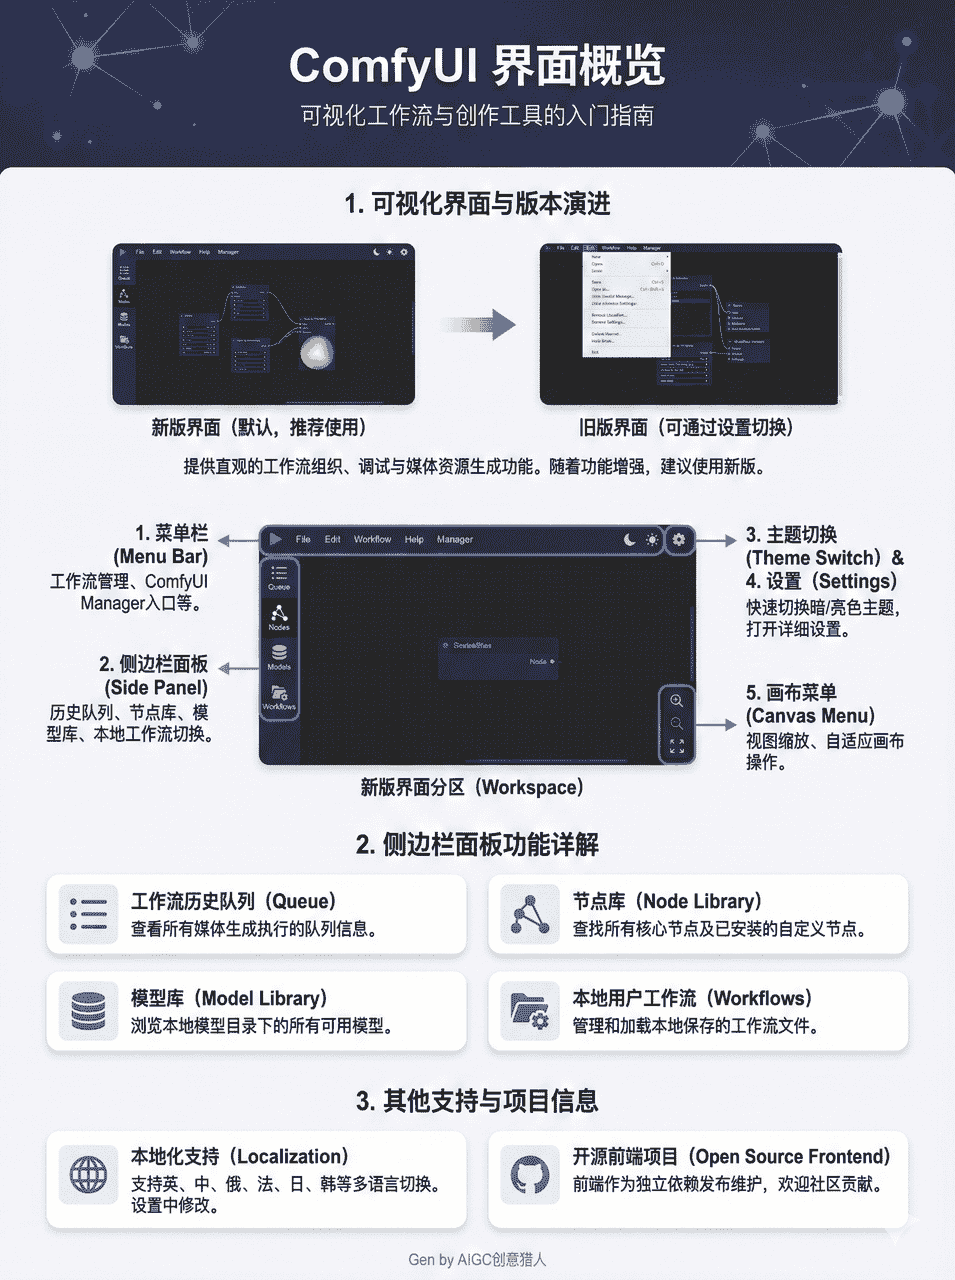 ComfyUI 界面概览
可视化工作流与创作工具的入门指南
1. 可视化界面与版本演进
File Edit Workflow Help Manager
Queue
Nodes
Models
Workflows
File Edit Workflow Help Manager
新版界面（默认，推荐使用）
旧版界面（可通过设置切换）
提供直观的工作流组织、调试与媒体资源生成功能。随着功能增强，建议使用新版。
1. 菜单栏
(Menu Bar)
工作流管理、ComfyUI
Manager入口等。
2. 侧边栏面板
(Side Panel)
历史队列、节点库、模
型库、本地工作流切换。
File Edit Workflow Help Manager
Queue
Nodes
Models
Workflows
Node
3. 主题切换
(Theme Switch）&
4. 设置（Settings）
快速切换暗/亮色主题，
打开详细设置。
5. 画布菜单
(Canvas Menu)
视图缩放、自适应画布
操作。
新版界面分区（Workspace）
2. 侧边栏面板功能详解
工作流历史队列（Queue）
查看所有媒体生成执行的队列信息。
节点库（Node Library）
查找所有核心节点及已安装的自定义节点。
模型库（Model Library）
浏览本地模型目录下的所有可用模型。
本地用户工作流（Workflows）
管理和加载本地保存的工作流文件。
3. 其他支持与项目信息
本地化支持（Localization）
支持英、中、俄、法、日、韩等多语言切换。
设置中修改。
开源前端项目（Open Source Frontend）
前端作为独立依赖发布维护，欢迎社区贡献。
Gen by AIGC创意猎人